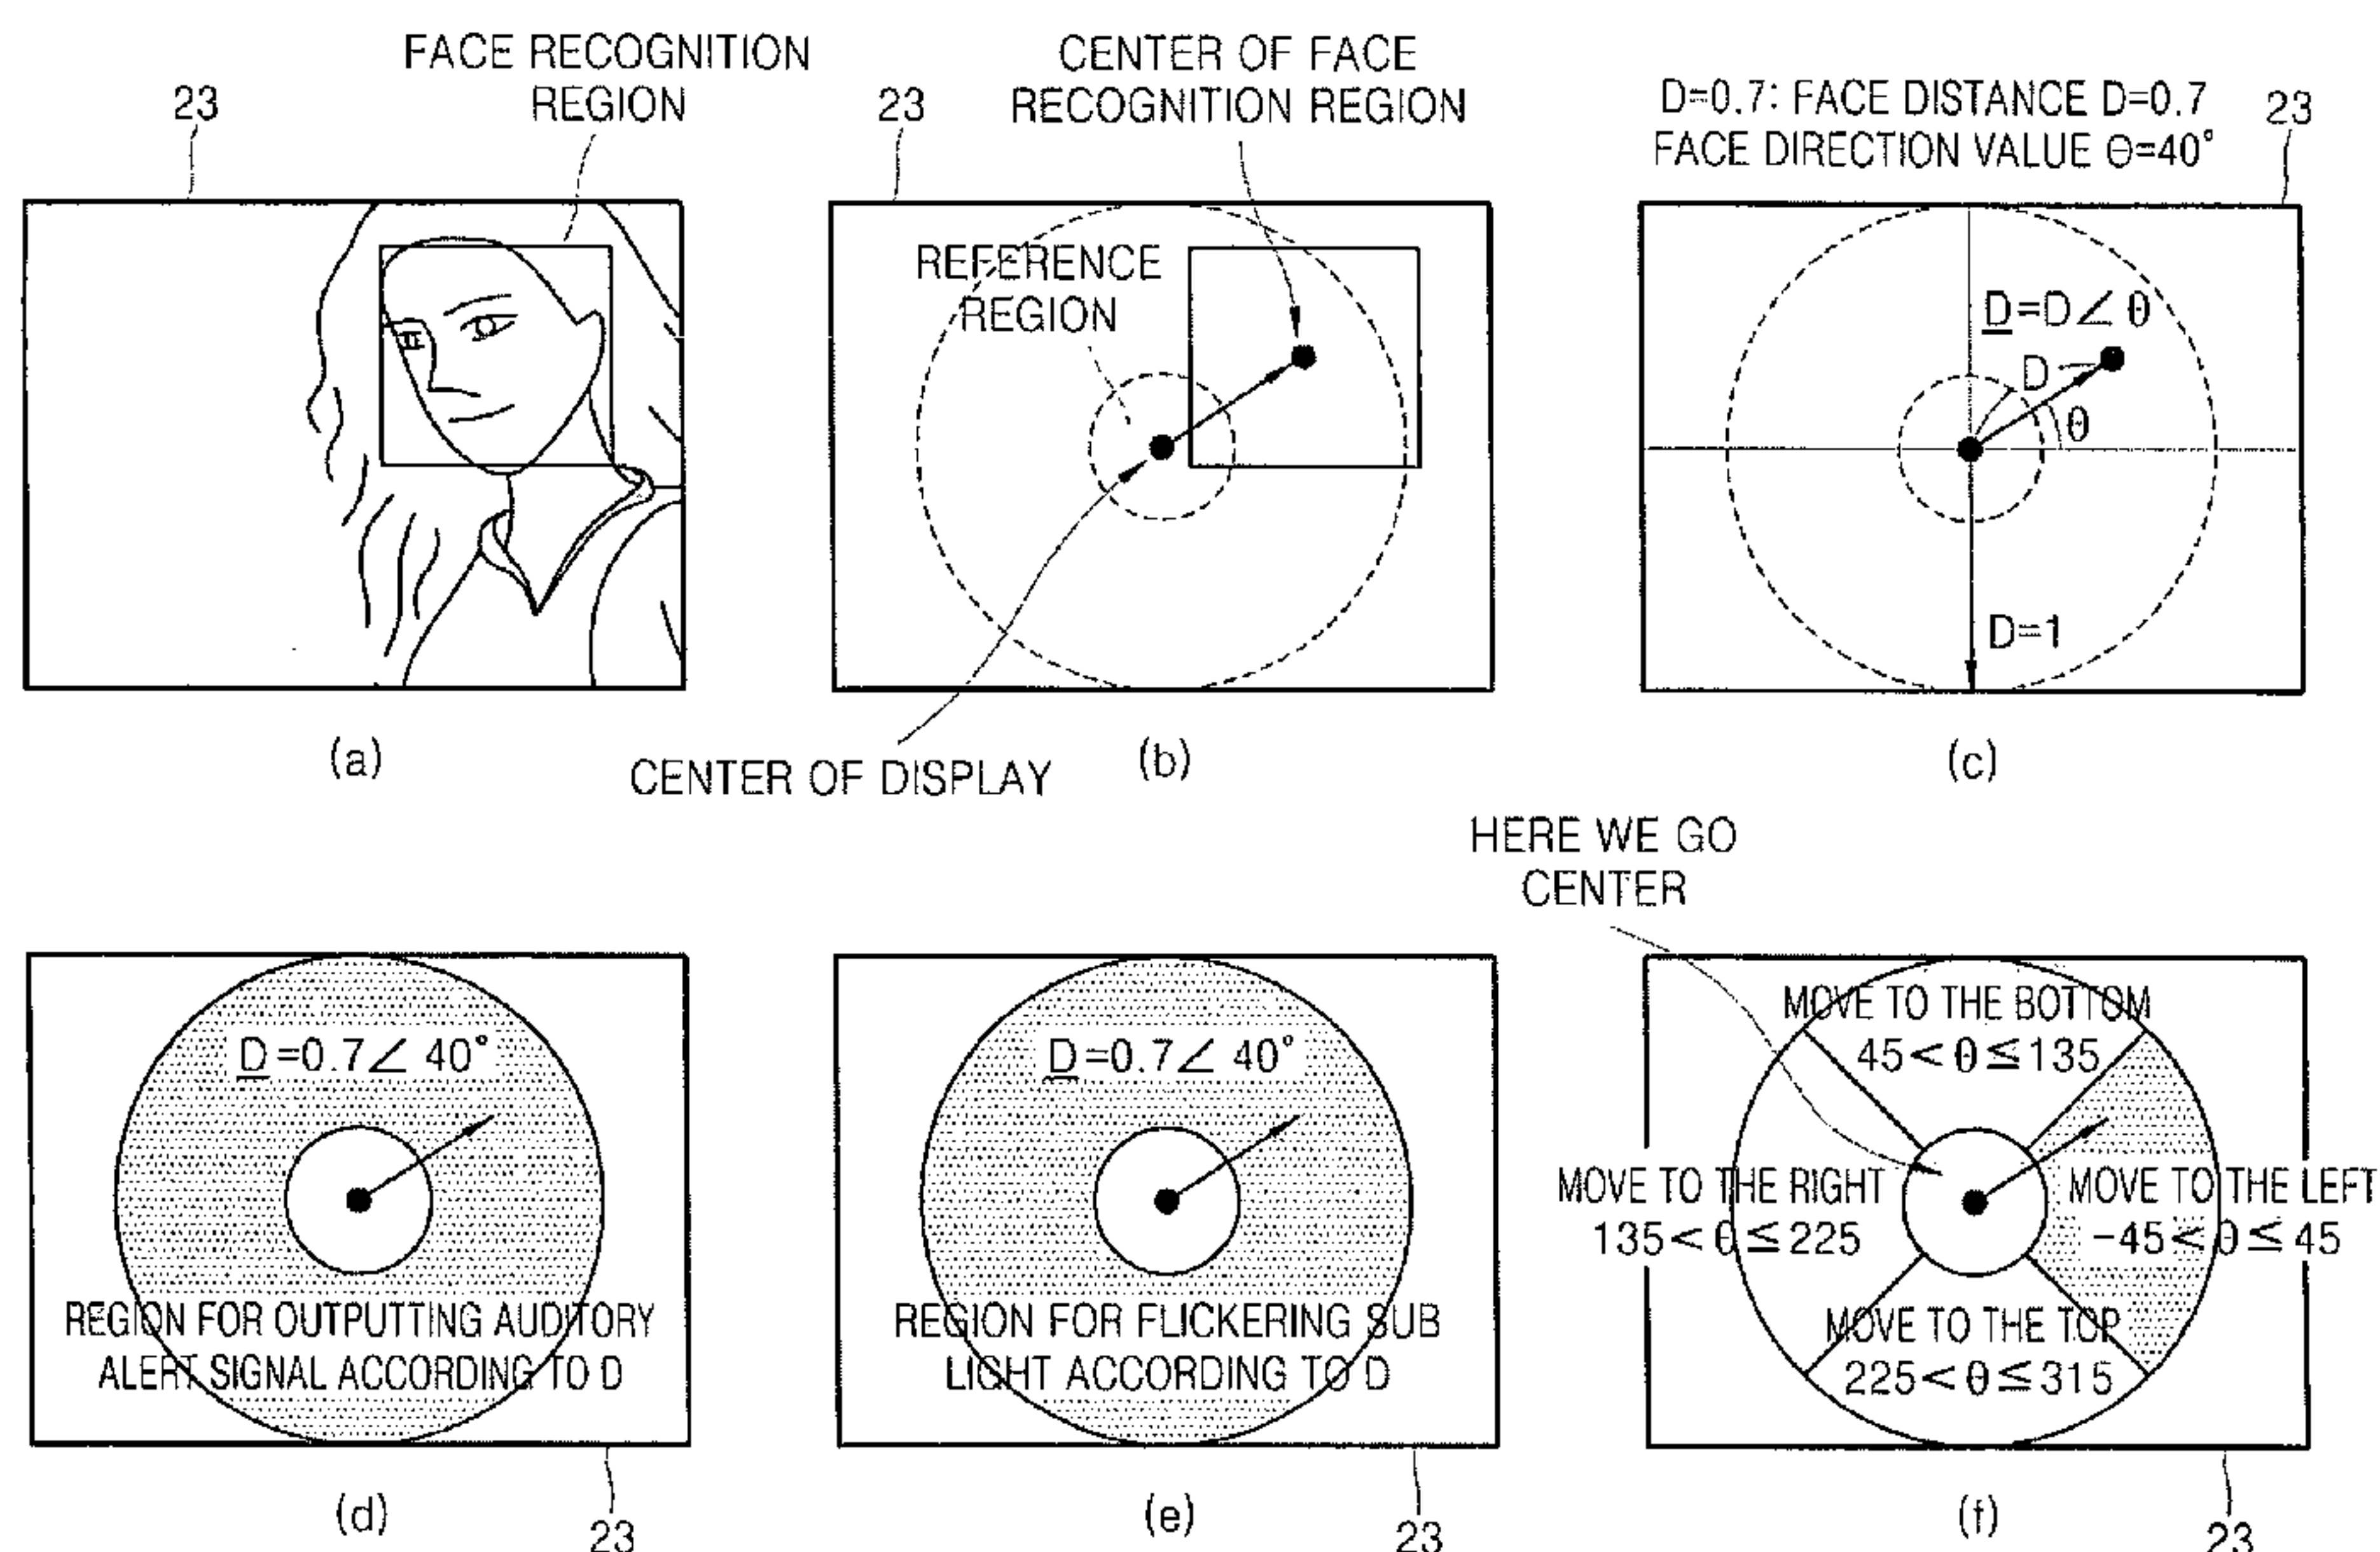 FACE RECOGNITION
REGION
23
CENTER OF FACE
RECOGNITION REGION
23
D=0.7: FACE DISTANCE D=0.7
FACE DIRECTION VALUE Θ=40°
23
REFERENCE
REGION
D=D∠ θ
D
θ
D=1
(a)
CENTER OF DISPLAY
(b)
(c)
HERE WE GO
CENTER
D=0.7∠ 40°
REGION FOR OUTPUTTING AUDITORY
ALERT SIGNAL ACCORDING TO D
(d)
23
D=0.7∠ 40°
REGION FOR FLICKERING SUB
LIGHT ACCORDING TO D
(e)
23
MOVE TO THE BOTTOM
45<θ≤135
MOVE TO THE RIGHT
135<θ≤225
MOVE TO THE LEFT
-45<θ≤45
MOVE TO THE TOP
225<θ≤315
(f)
23